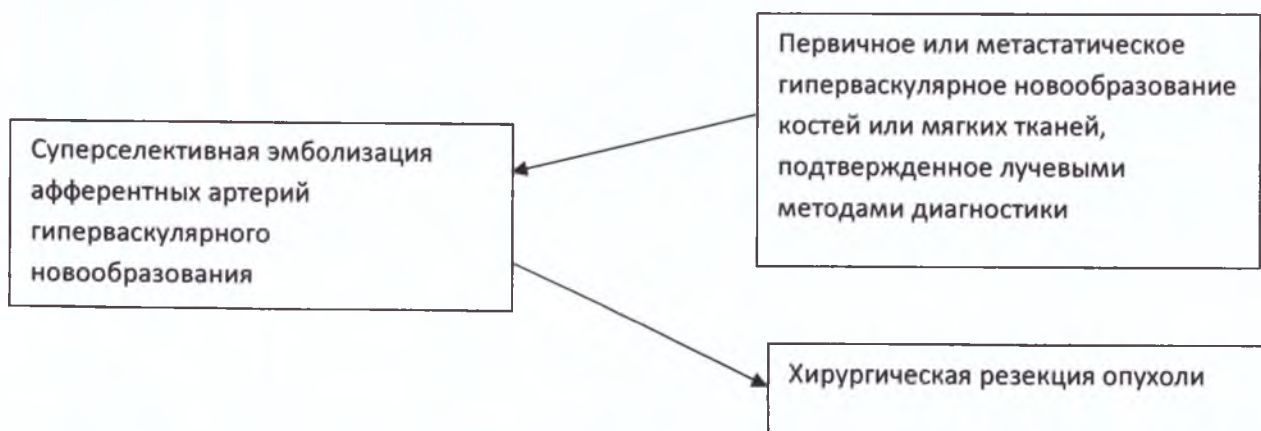 Первичное или метастатическое
гиперваскулярное новообразование
костей или мягких тканей,
подтвержденное лучевыми
методами диагностики
Суперселективная эмболизация
афферентных артерий
гиперваскулярного
новообразования
Хирургическая резекция опухоли